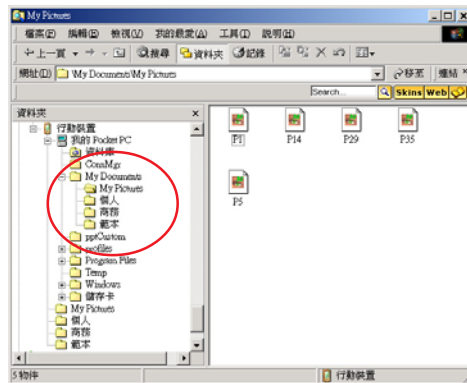 My Pictures
檔案(F) 編輯(E) 檢視(V) 我的最愛(A) 工具(T) 說明(H)
上一頁 搜尋 資料夾 記錄
網址(D) \My Documents\My Pictures 移至 連結 »
Search... Skins Web
資料夾 ×
行動裝置
我的 Pocket PC
資料庫
ConnMgr
My Documents
My Pictures
個人
商務
範本
pptCustom
profiles
Program Files
Temp
Windows
儲存卡
My Pictures
個人
商務
範本
P1 P14 P29 P35
P5
5 物件 行動裝置